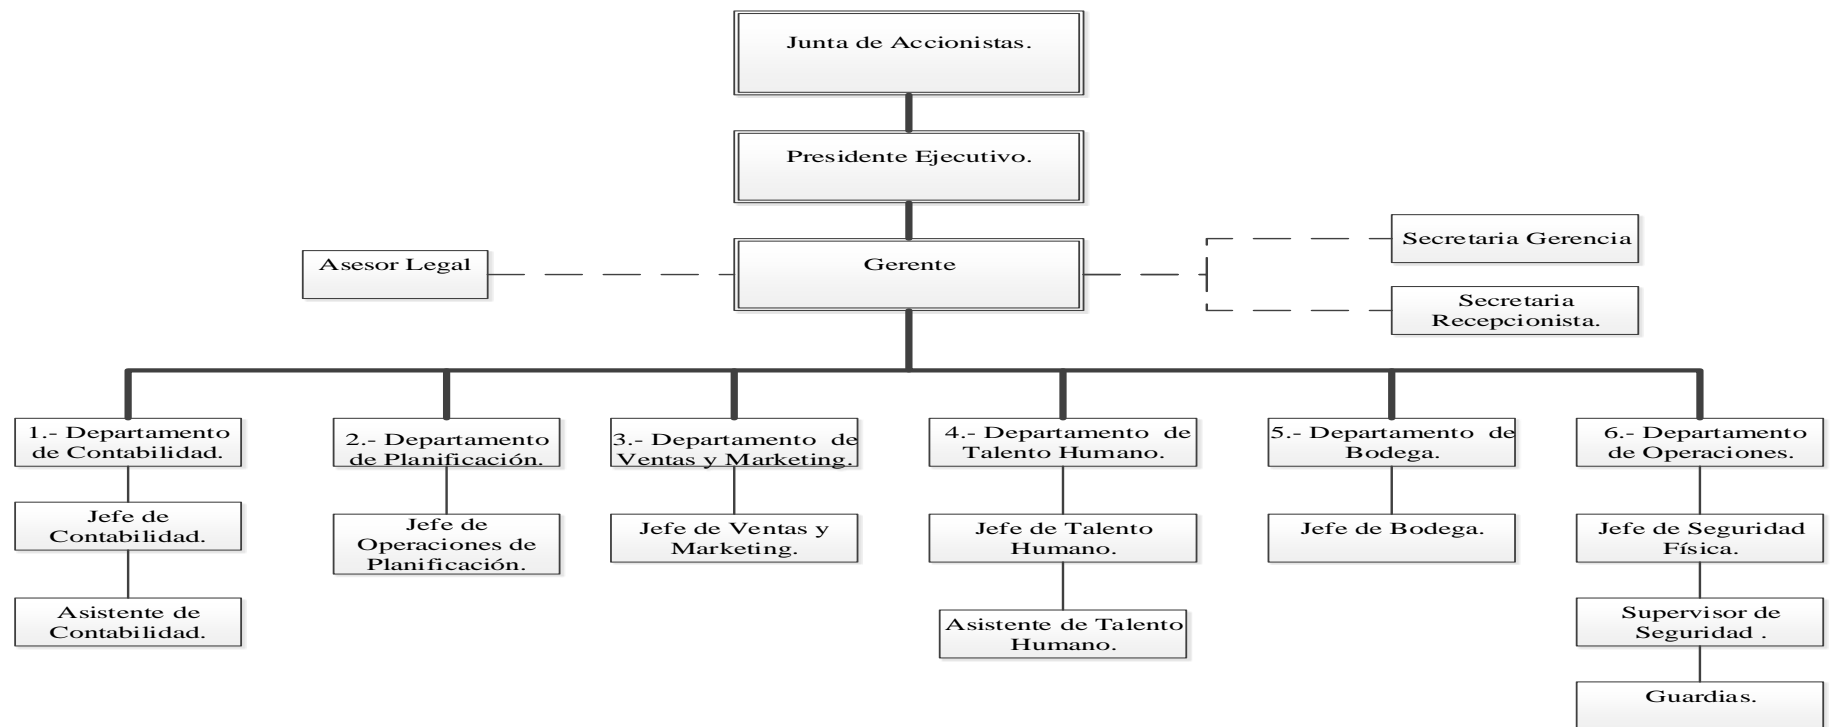 Junta de Accionistas.
Presidente Ejecutivo.
Secretaria Gerencia
Asesor Legal
Gerente
Secretaria
Recepcionista.
1.- Departamento
de Contabilidad.
2.- Departamento
de Planificación.
3.- Departamento de
Ventas y Marketing.
4.- Departamento de
Talento Humano.
5.- Departamento de
Bodega.
6.- Departamento
de Operaciones.
Jefe de
Contabilidad.
Jefe de
Operaciones de
Planificación.
Jefe de Ventas y
Marketing.
Jefe de Talento
Humano.
Jefe de Bodega.
Jefe de Seguridad
Física.
Asistente de
Contabilidad.
Asistente de Talento
Humano.
Supervisor de
Seguridad .
Guardias.